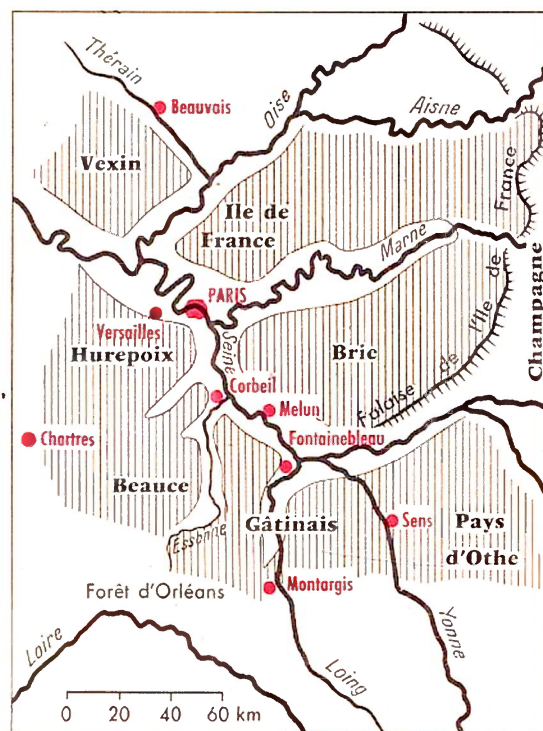 Thérain
Beauvais
Oise
Aisne
Vexin
Ile de
France
Marne
Falaise de l'Ile de France
Champagne
PARIS
Versailles
Hurepoix
Seine
Brie
Corbeil
Melun
Fontainebleau
Chartres
Beauce
Essonne
Gâtinais
Sens
Pays
d'Othe
Forêt d'Orléans
Montargis
Loire
Loing
Yonne
0 20 40 60 km